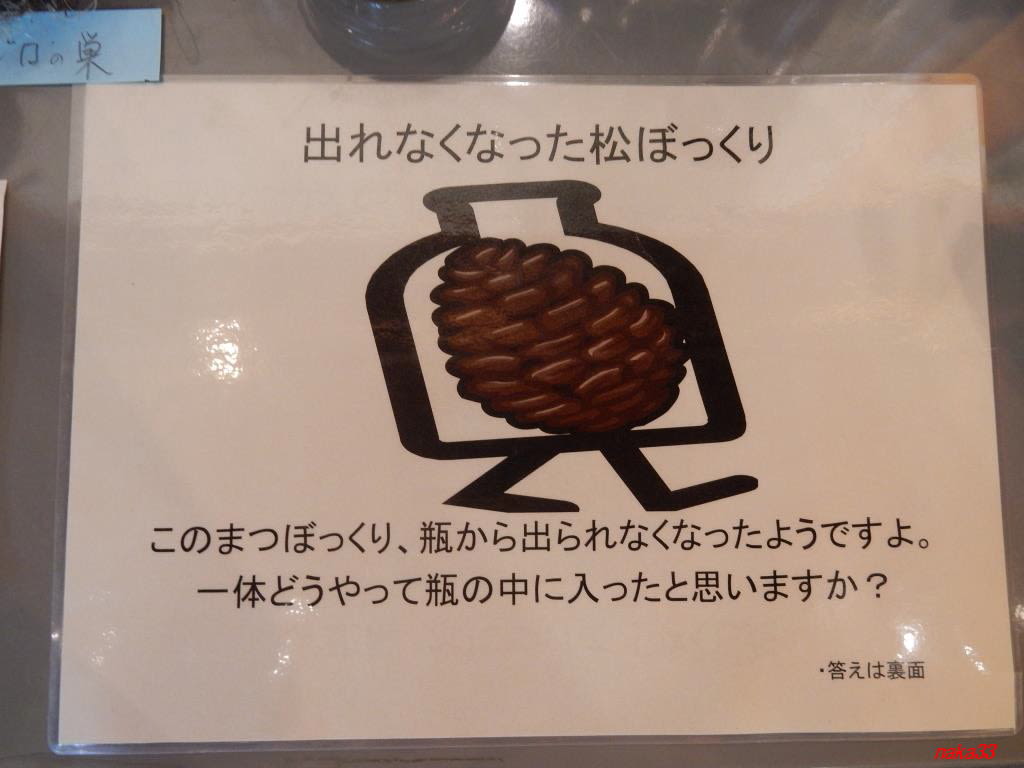 の巣
出れなくなった松ぼっくり
このまつぼっくり、瓶から出られなくなったようですよ。
一体どうやって瓶の中に入ったと思いますか？
・答えは裏面
naka33